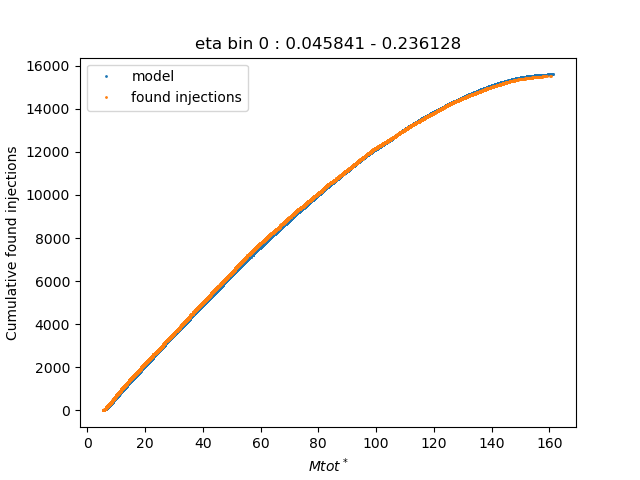 eta bin 0 : 0.045841 - 0.236128
model
found injections
Cumulative found injections
16000
14000
12000
10000
8000
6000
4000
2000
0
0 20 40 60 80 100 120 140 160
Mtot*